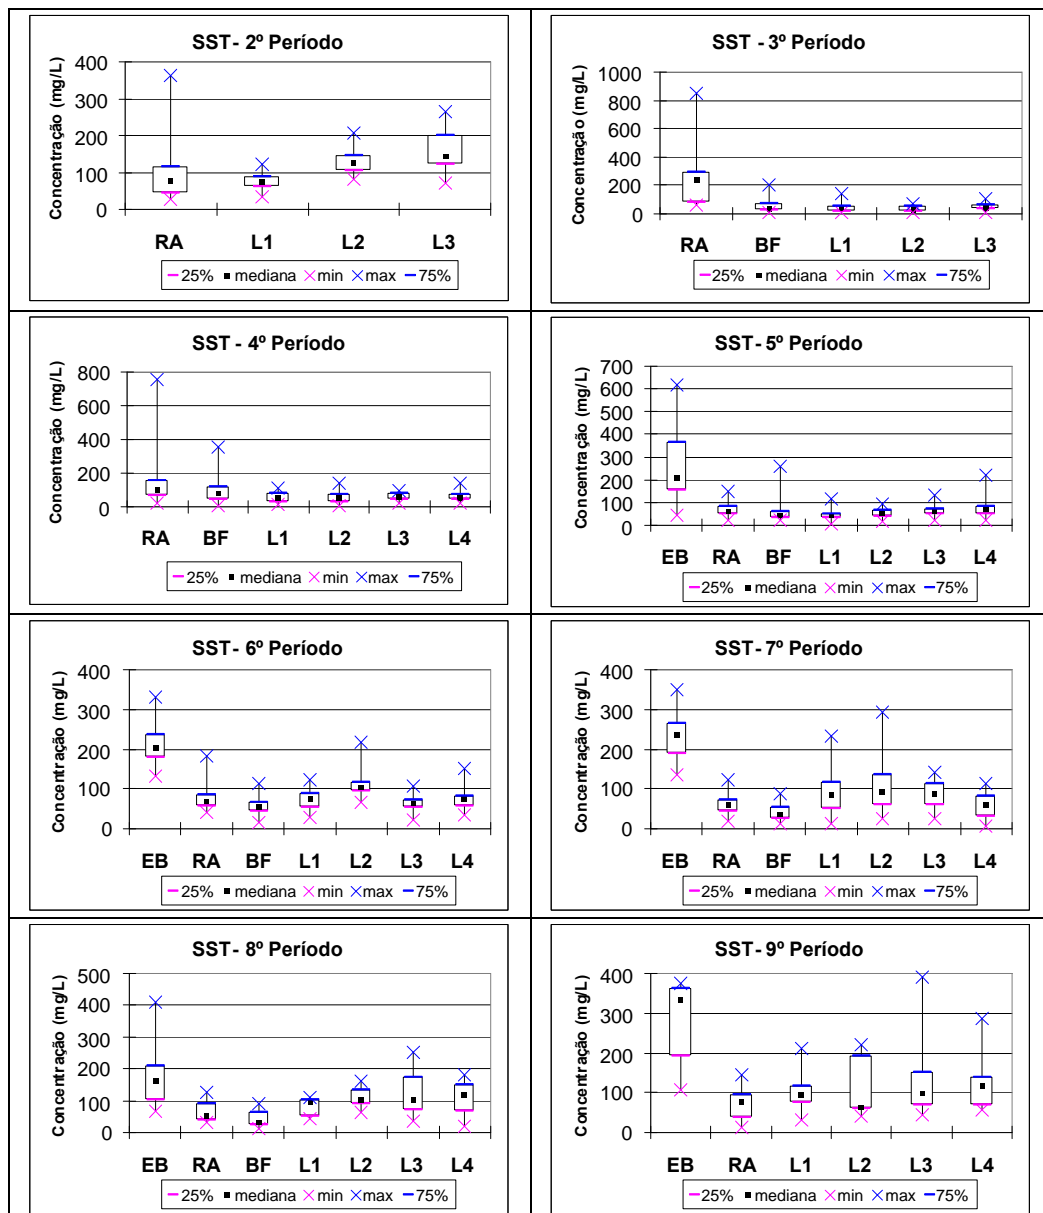 SST- 2º Período
Concentração (mg/L)
400
300
200
100
0
RA L1 L2 L3
25% mediana min max 75%
SST - 3º Período
Concentração (mg/L)
1000
800
600
400
200
0
RA BF L1 L2 L3
25% mediana min max 75%
SST - 4º Período
Concentração (mg/L)
800
600
400
200
0
RA BF L1 L2 L3 L4
25% mediana min max 75%
SST - 5º Período
Concentração (mg/L)
700
600
500
400
300
200
100
0
EB RA BF L1 L2 L3 L4
25% mediana min max 75%
SST- 6º Período
Concentração (mg/L)
400
300
200
100
0
EB RA BF L1 L2 L3 L4
25% mediana min max 75%
SST- 7º Período
Concentração (mg/L)
400
300
200
100
0
EB RA BF L1 L2 L3 L4
25% mediana min max 75%
SST- 8º Período
Concentração (mg/L)
500
400
300
200
100
0
EB RA BF L1 L2 L3 L4
25% mediana min max 75%
SST- 9º Período
Concentração (mg/L)
400
300
200
100
0
EB RA L1 L2 L3 L4
25% mediana min max 75%